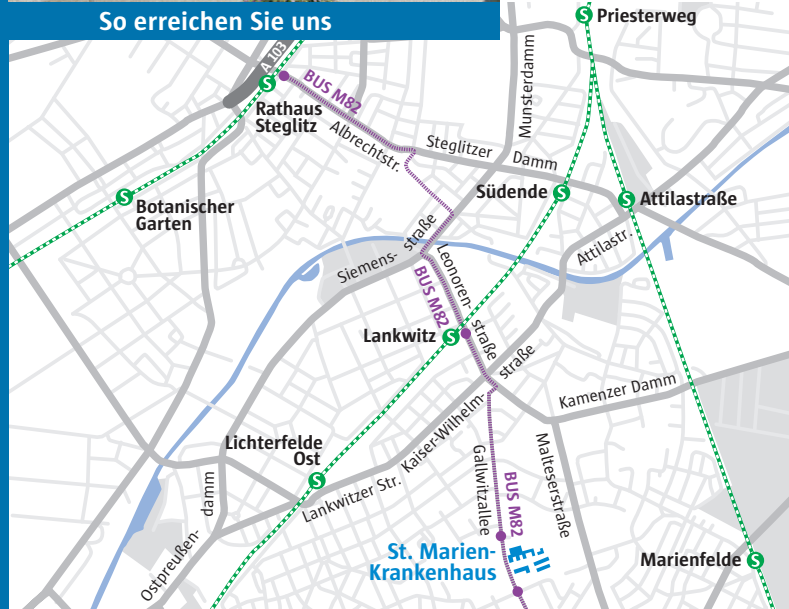 So erreichen Sie uns
S Priesterweg
A 103
S
BUS M82
Rathaus
Steglitz
Albrechtstr.
Steglitzer Damm
Munsterdamm
S
Botanischer
Garten
Südende S
S Attilastraße
Siemens-
straße
Attilastr.
BUS M82
Leonoren-
straße
Lankwitz S
Kaiser-Wilhelm-
straße
Kamenzer Damm
Lichterfelde
Ost
S
Lankwitzer Str.
Ostpreußen-
damm
Gallwitzallee
BUS M82
Malteserstraße
St. Marien-
Krankenhaus
Marienfelde S